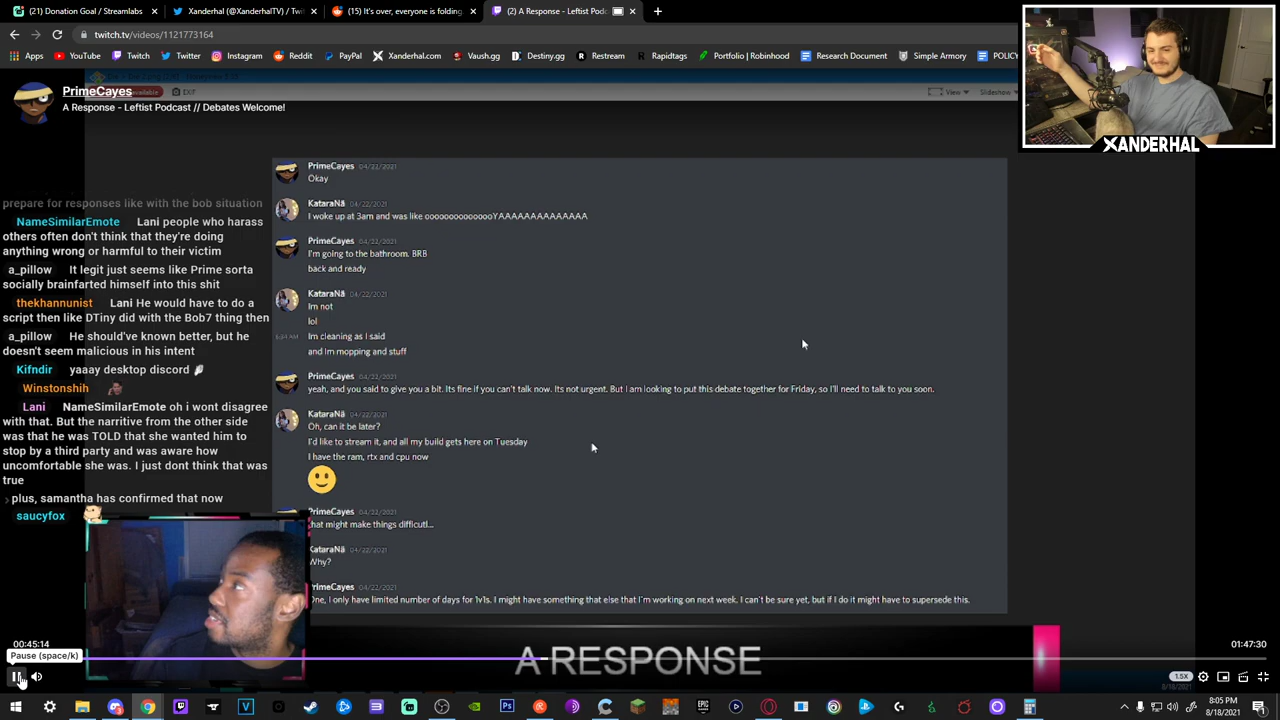 (21) Donation Goal / Streamlabs
Xanderhal (@XanderhalTV) / Twit
(15) It's over, everyone is folding
(2) A Response - Leftist Pod
twitch.tv/videos/1121773164
Apps
YouTube
Twitch
Twitter
Instagram
Reddit
PayPal
Xanderhal.com
Vaush.gg
Destiny.gg
Restream
Rapidtags
Portfolio | Robinhood
Research Document
Simple Armory
POLICY
PrimeCayes
A Response - Leftist Podcast // Debates Welcome!
EXIF
View
Slideshow
XANDERHAL
PrimeCayes 04/22/2021
Okay
KataraNä 04/22/2021
I woke up at 3am and was like ooooooooooooooYAAAAAAAAAAAAAA
PrimeCayes 04/22/2021
I'm going to the bathroom. BRB
back and ready
KataraNä 04/22/2021
Im not
lol
Im cleaning as I said
and Im mopping and stuff
PrimeCayes 04/22/2021
yeah, and you said to give you a bit. Its fine if you can't talk now. Its not urgent. But I am looking to put this debate together for Friday, so I'll need to talk to you soon.
KataraNä 04/22/2021
Oh, can it be later?
I'd like to stream it, and all my build gets here on Tuesday
I have the ram, rtx and cpu now
PrimeCayes 04/22/2021
that might make things difficutl...
KataraNä 04/22/2021
Why?
PrimeCayes 04/22/2021
One, I only have limited number of days for 1v1s. I might have something that else that I'm working on next week. I can't be sure yet, but if I do it might have to supersede this.
prepare for responses like with the bob situation
NameSimilarEmote Lani people who harass
others often don't think that they're doing
anything wrong or harmful to their victim
a_pillow It legit just seems like Prime sorta
socially brainfarted himself into this shit
thekhannunist Lani He would have to do a
script then like DTiny did with the Bob7 thing then
a_pillow He should've known better, but he
doesn't seem malicious in his intent
Kifndir yaaay desktop discord
Winstonshih
Lani NameSimilarEmote oh i wont disagree
with that. But the narritive from the other side
was that he was TOLD that she wanted him to
stop by a third party and was aware how
uncomfortable she was. I just dont think that was
true
plus, samantha has confirmed that now
saucyfox
00:45:14
01:47:30
Pause (space/k)
A RESPONSE
1.5X
8/18/2021
8:05 PM
8/18/2021